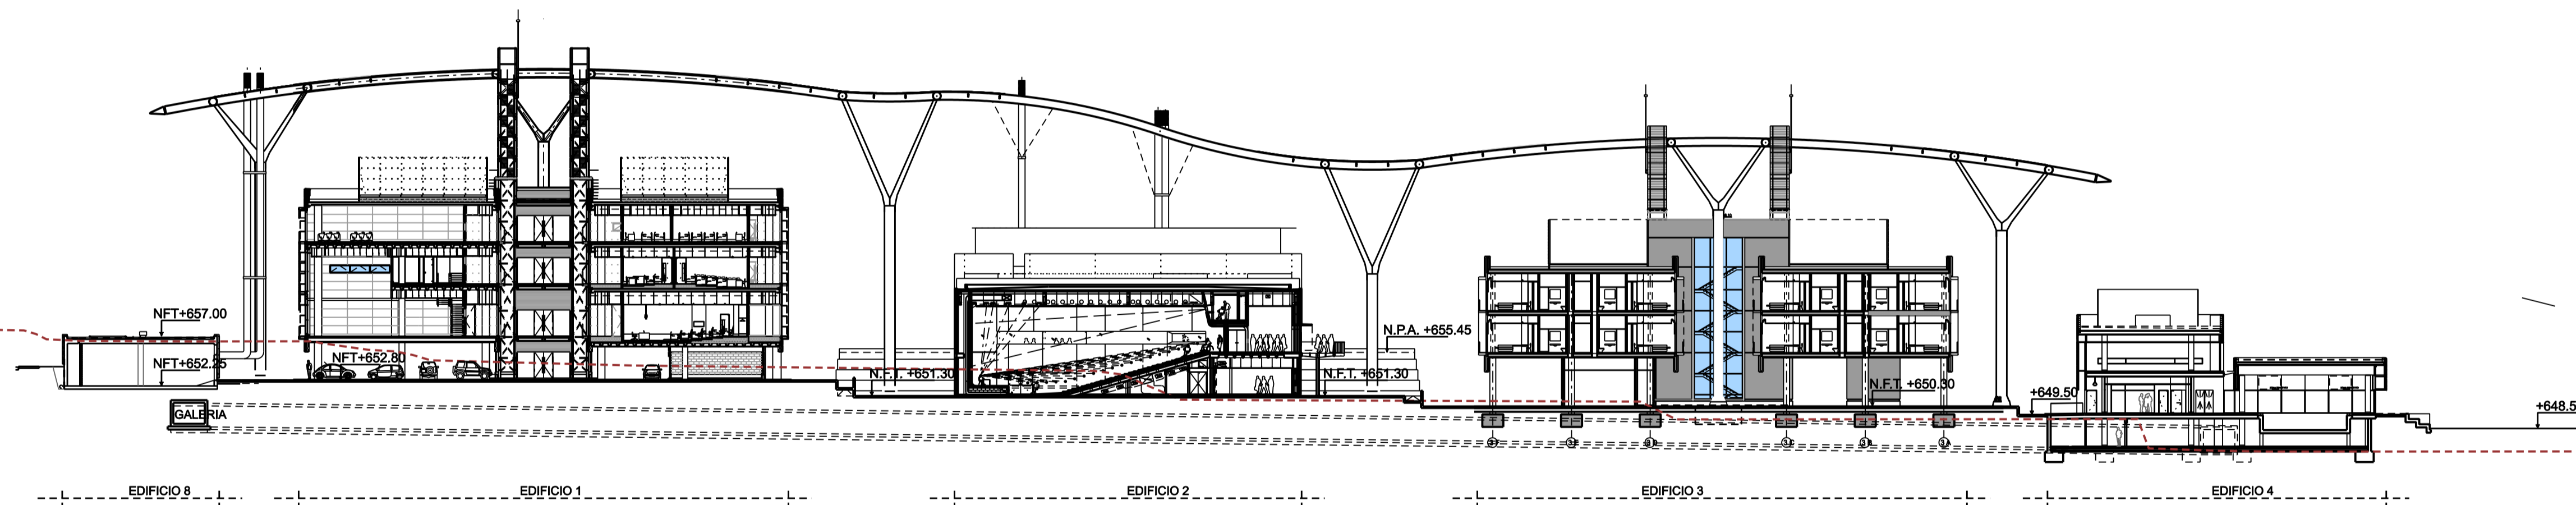 NFT+657.00
NFT+652.25
GALERIA
NFT+652.80
N.F.T. +651.30
N.F.T. +651.30
N.P.A. +655.45
N.F.T. +650.30
+649.50
+648.5
EDIFICIO 8
EDIFICIO 1
EDIFICIO 2
EDIFICIO 3
EDIFICIO 4